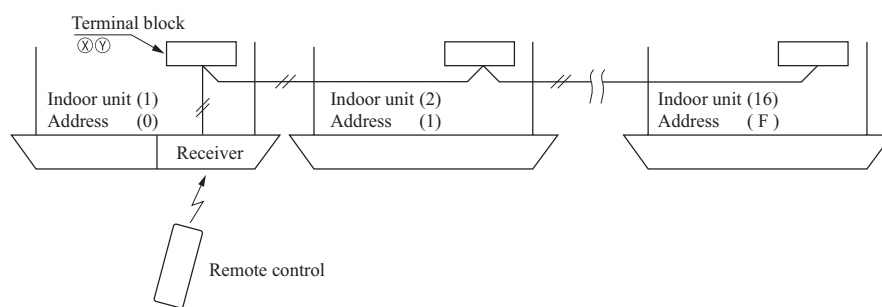 Terminal block
ⓍⓎ
Indoor unit (1)
Address (0)
Indoor unit (2)
Address (1)
Indoor unit (16)
Address ( F )
Receiver
Remote control